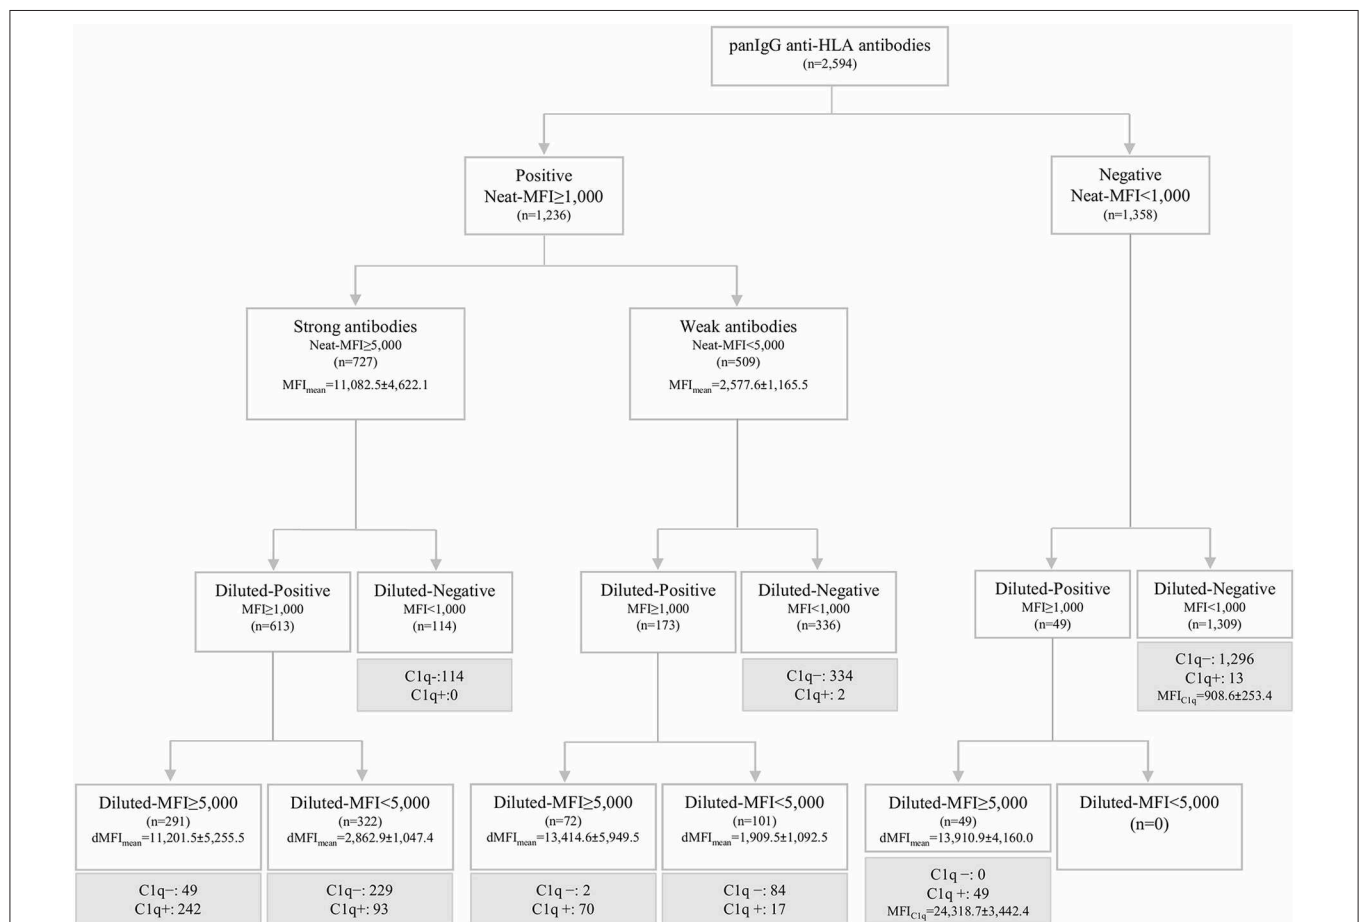 panIgG anti-HLA antibodies
(n=2,594)
Positive
Neat-MFI≥1,000
(n=1,236)
Negative
Neat-MFI<1,000
(n=1,358)
Strong antibodies
Neat-MFI≥5,000
(n=727)
MFImean=11,082.5±4,622.1
Weak antibodies
Neat-MFI<5,000
(n=509)
MFImean=2,577.6±1,165.5
Diluted-Positive
MFI≥1,000
(n=613)
Diluted-Negative
MFI<1,000
(n=114)
C1q-:114
C1q+:0
Diluted-Positive
MFI≥1,000
(n=173)
Diluted-Negative
MFI<1,000
(n=336)
C1q−: 334
C1q+: 2
Diluted-Positive
MFI≥1,000
(n=49)
Diluted-Negative
MFI<1,000
(n=1,309)
C1q−: 1,296
C1q+: 13
MFIC1q=908.6±253.4
Diluted-MFI≥5,000
(n=291)
dMFImean=11,201.5±5,255.5
C1q−: 49
C1q+: 242
Diluted-MFI<5,000
(n=322)
dMFImean=2,862.9±1,047.4
C1q−: 229
C1q+: 93
Diluted-MFI≥5,000
(n=72)
dMFImean=13,414.6±5,949.5
C1q −: 2
C1q +: 70
Diluted-MFI<5,000
(n=101)
dMFImean=1,909.5±1,092.5
C1q −: 84
C1q +: 17
Diluted-MFI≥5,000
(n=49)
dMFImean=13,910.9±4,160.0
C1q −: 0
C1q +: 49
MFIC1q=24,318.7±3,442.4
Diluted-MFI<5,000
(n=0)